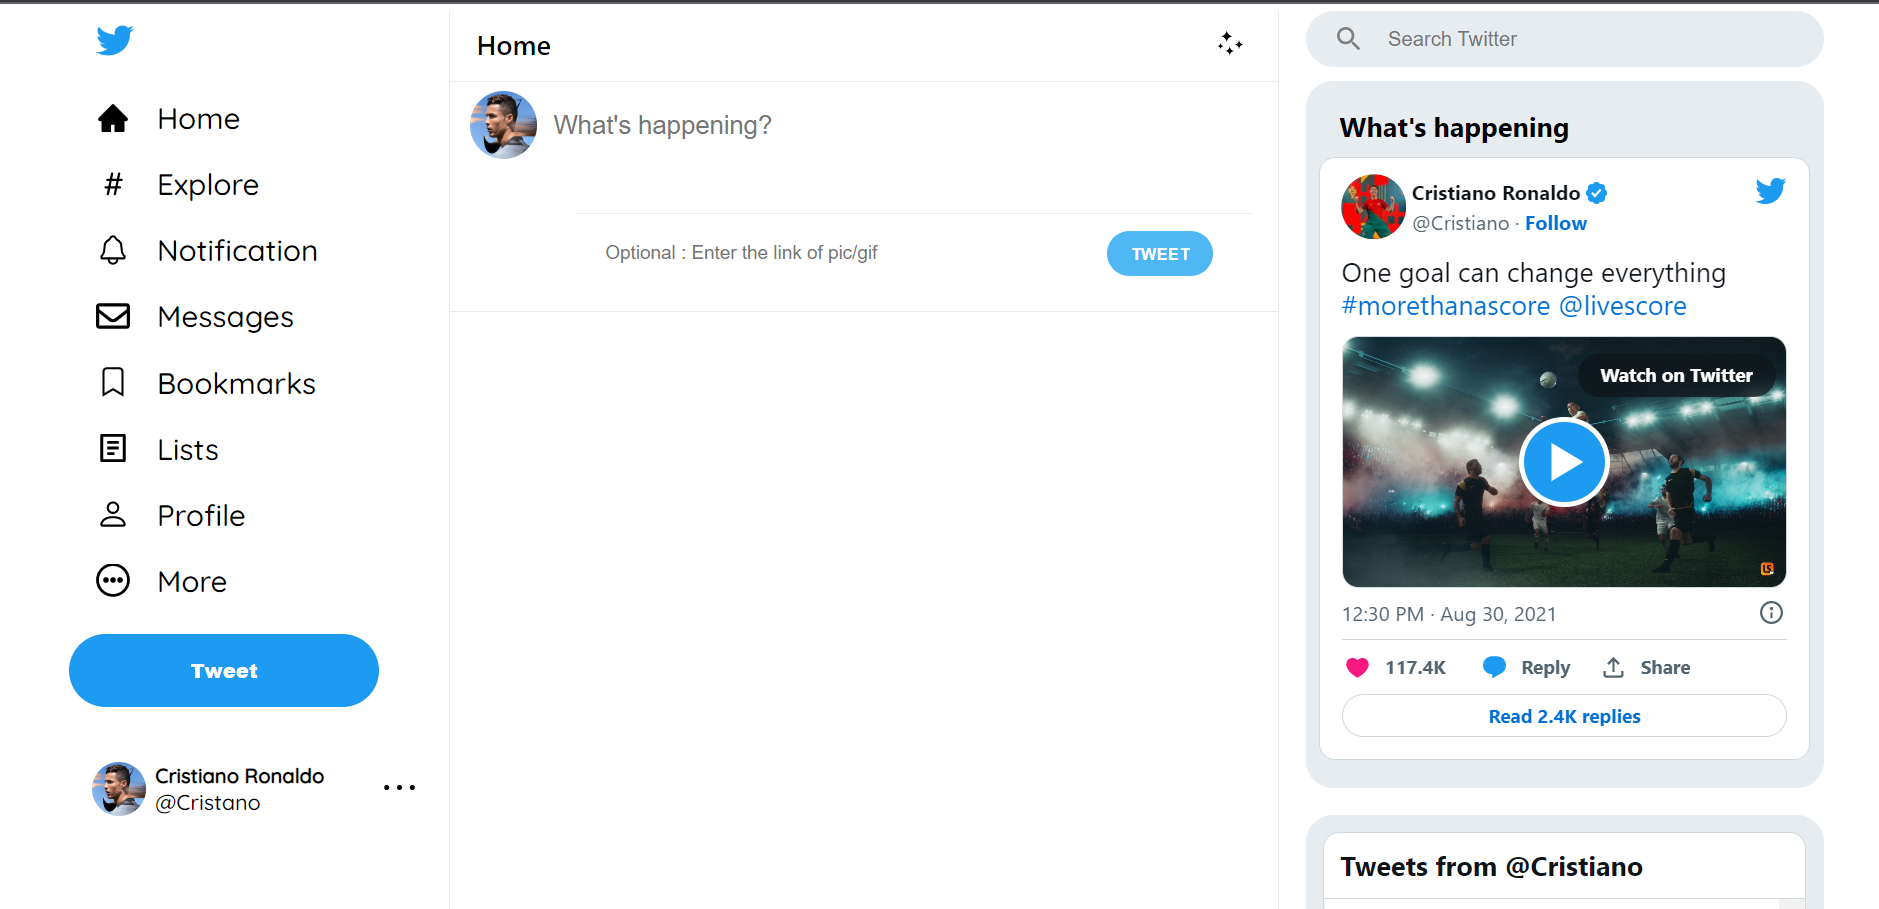 Home
Explore
Notification
Messages
Bookmarks
Lists
Profile
More
Tweet
Cristiano Ronaldo
@Cristano
Home
What's happening?
Optional : Enter the link of pic/gif
TWEET
Search Twitter
What's happening
Cristiano Ronaldo
@Cristiano · Follow
One goal can change everything
#morethanascore @livescore
Watch on Twitter
LS
12:30 PM · Aug 30, 2021
117.4K Reply Share
Read 2.4K replies
Tweets from @Cristiano